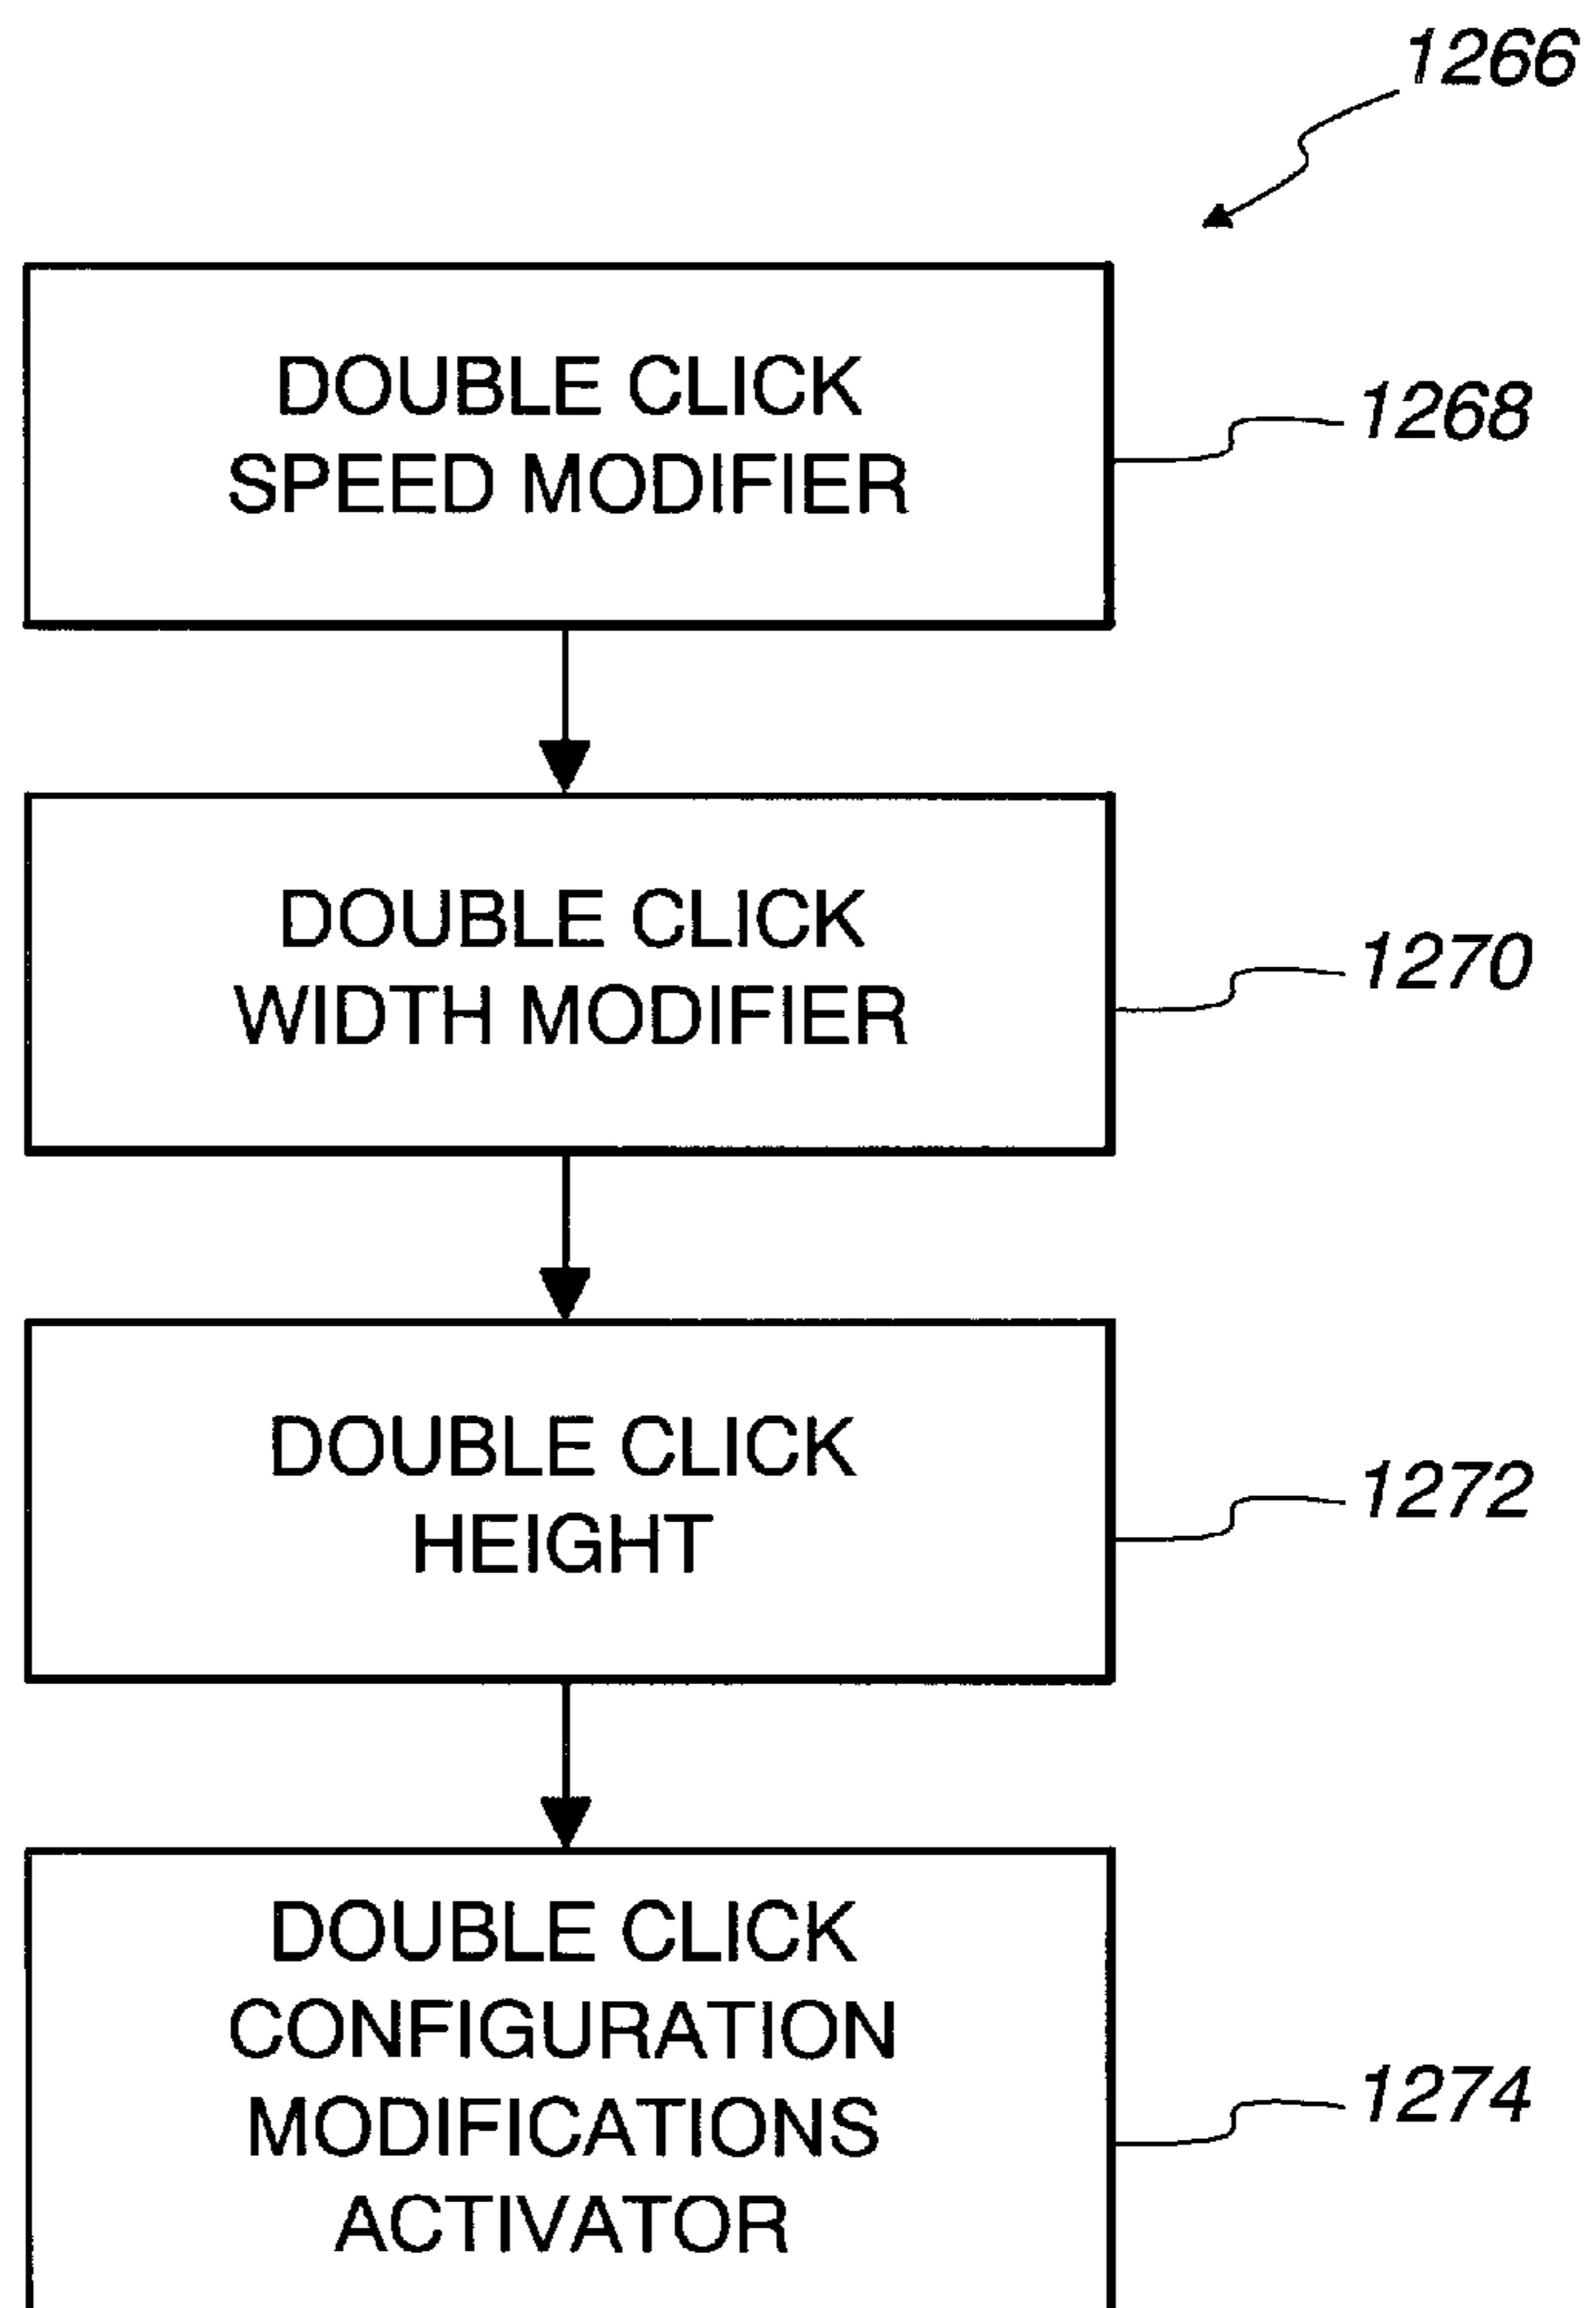 1266
DOUBLE CLICK
SPEED MODIFIER
1268
DOUBLE CLICK
WIDTH MODIFIER
1270
DOUBLE CLICK
HEIGHT
1272
DOUBLE CLICK
CONFIGURATION
MODIFICATIONS
ACTIVATOR
1274